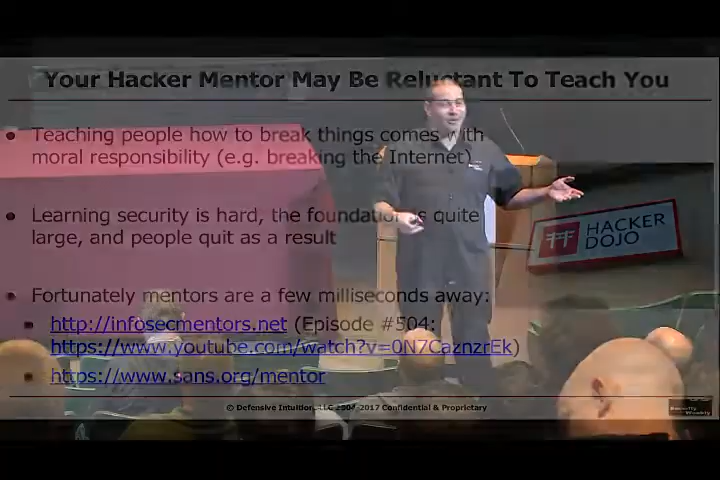 Your Hacker Mentor May Be Reluctant To Teach You
Teaching people how to break things comes with
moral responsibility (e.g. breaking the Internet)
HACKER
DOJO
Learning security is hard, the foundation is quite
large, and people quit as a result
Fortunately mentors are a few milliseconds away:
http://infosecmentors.net (Episode #504:
https://www.youtube.com/watch?v=0N7CaznzrEk)
https://www.sans.org/mentor
© Defensive Intuition, LLC 2004-2017 Confidential & Proprietary
Security
Weekly